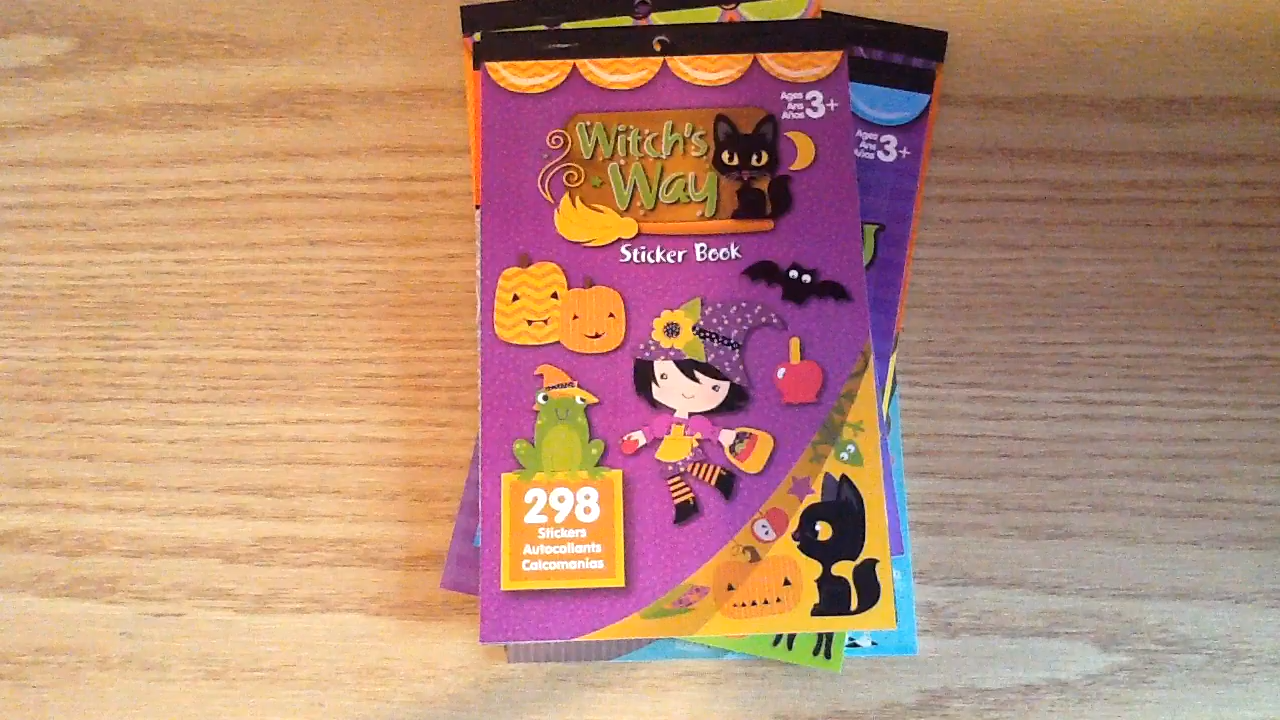 Ages
Ans
Años
3+
Witch's
Way
Sticker Book
298
Stickers
Autocollants
Calcomanías
Ages
Ans
Años
3+